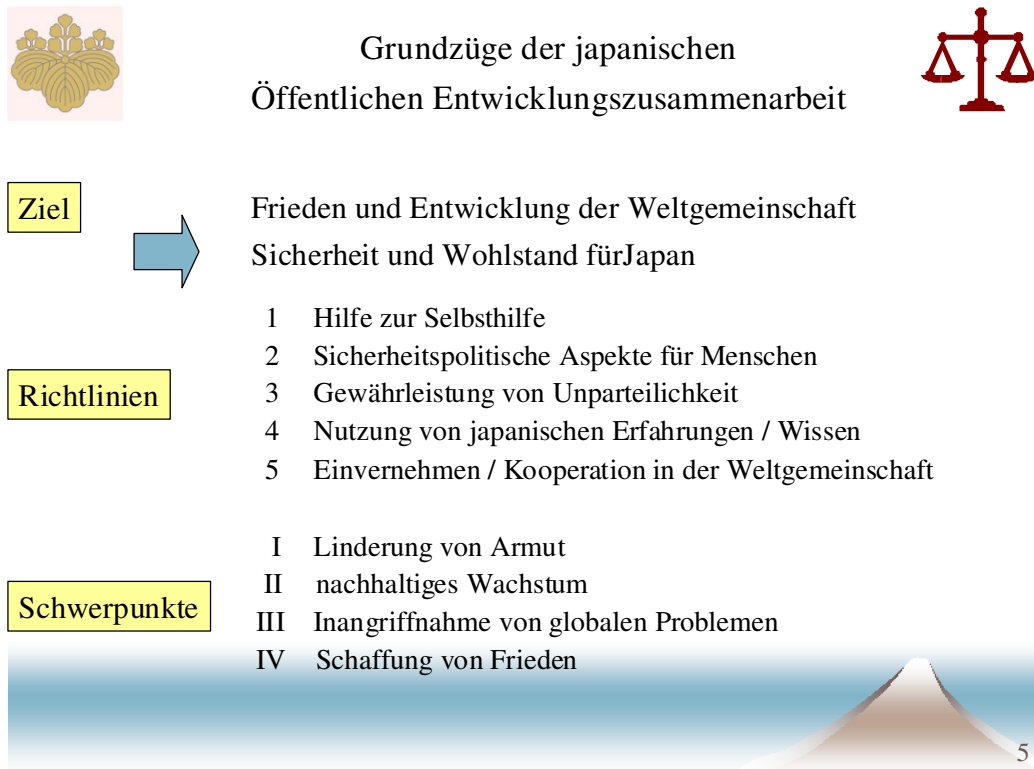 Grundzüge der japanischen
Öffentlichen Entwicklungszusammenarbeit
Ziel
Frieden und Entwicklung der Weltgemeinschaft
Sicherheit und Wohlstand fürJapan
Richtlinien
1 Hilfe zur Selbsthilfe
2 Sicherheitspolitische Aspekte für Menschen
3 Gewährleistung von Unparteilichkeit
4 Nutzung von japanischen Erfahrungen / Wissen
5 Einvernehmen / Kooperation in der Weltgemeinschaft
Schwerpunkte
I Linderung von Armut
II nachhaltiges Wachstum
III Inangriffnahme von globalen Problemen
IV Schaffung von Frieden
5